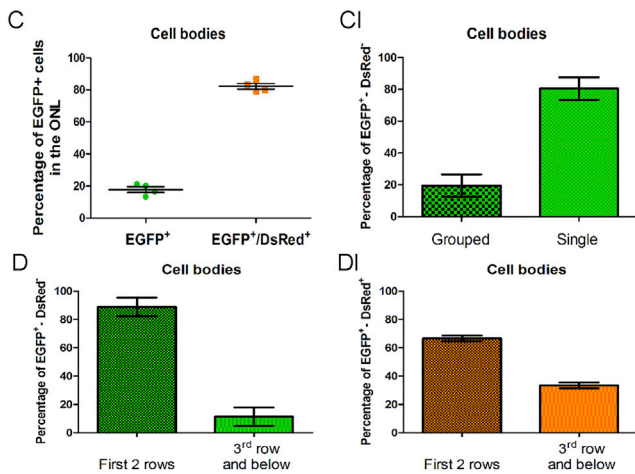 C
Cell bodies
Percentage of EGFP+ cells
in the ONL
100
80
60
40
20
0
EGFP⁺
EGFP⁺/DsRed⁺
CI
Cell bodies
Percentage of EGFP⁺ - DsRed⁻
100
80
60
40
20
0
Grouped
Single
D
Cell bodies
Percentage of EGFP⁺ - DsRed⁻
100
80
60
40
20
0
First 2 rows
3ʳᵈ row
and below
DI
Cell bodies
Percentage of EGFP⁺ - DsRed⁺
100
80
60
40
20
0
First 2 rows
3ʳᵈ row
and below